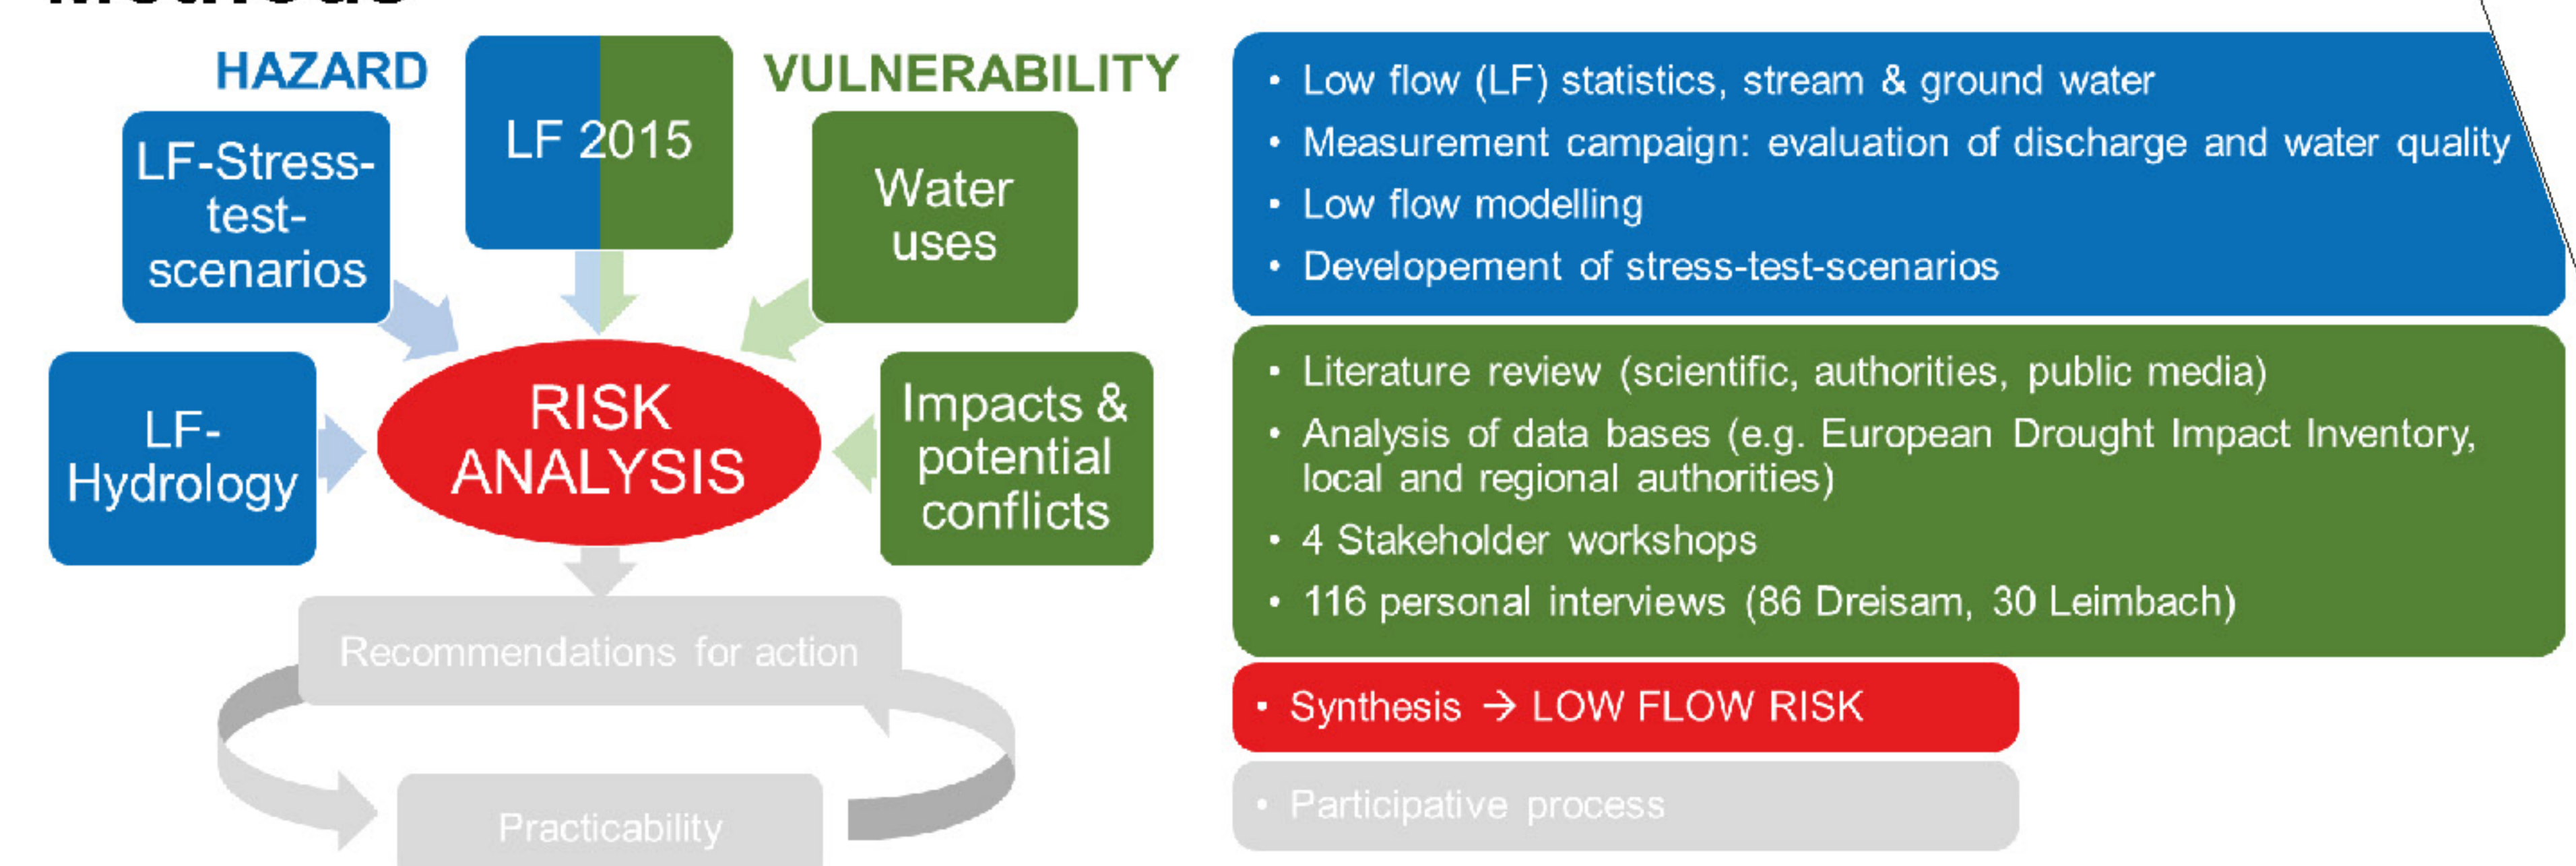 HAZARD
LF 2015
VULNERABILITY
LF-Stress-
test-
scenarios
Water
uses
LF-
Hydrology
RISK
ANALYSIS
Impacts &
potential
conflicts
Recommendations for action
Practicability
• Low flow (LF) statistics, stream & ground water
• Measurement campaign: evaluation of discharge and water quality
• Low flow modelling
• Developement of stress-test-scenarios
• Literature review (scientific, authorities, public media)
• Analysis of data bases (e.g. European Drought Impact Inventory,
local and regional authorities)
• 4 Stakeholder workshops
• 116 personal interviews (86 Dreisam, 30 Leimbach)
• Synthesis → LOW FLOW RISK
• Participative process